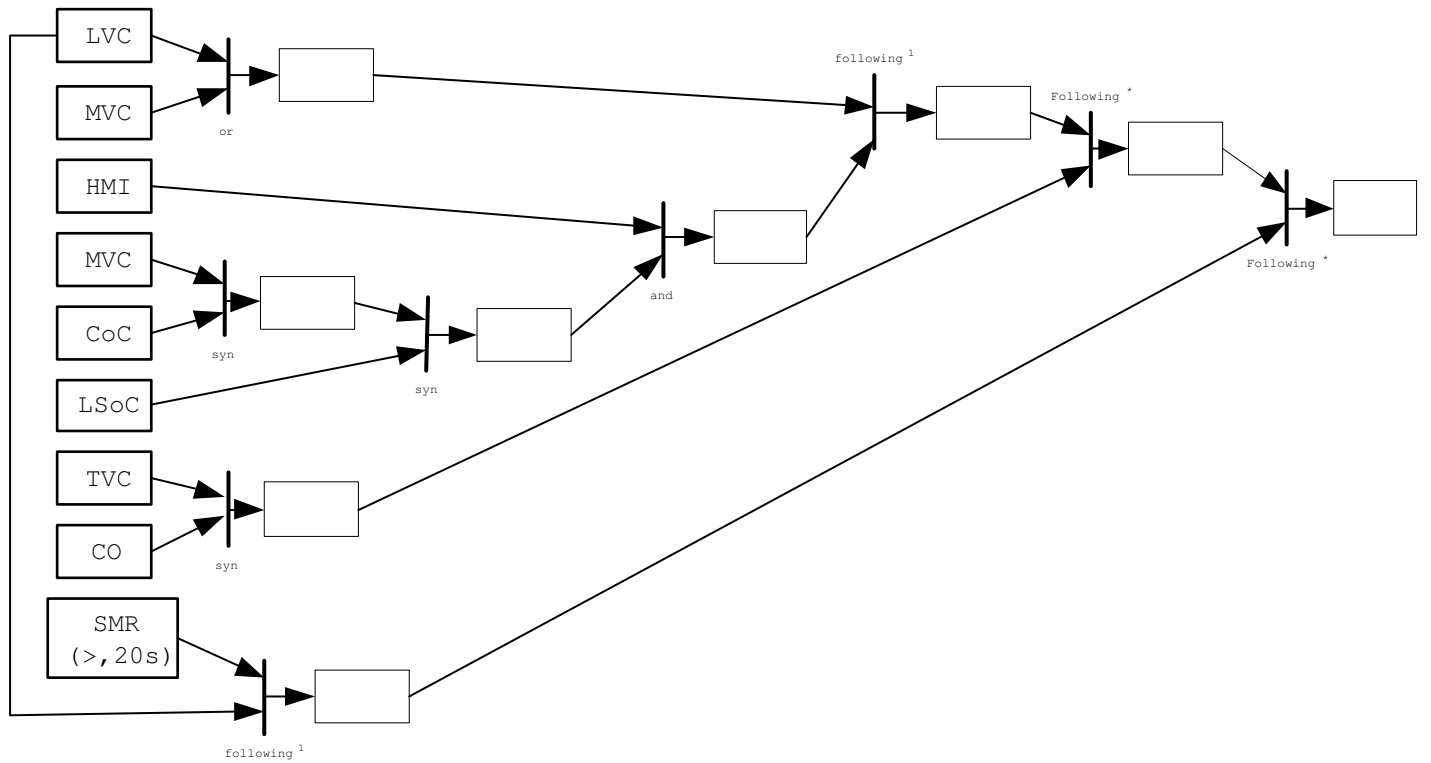 LVC
following 1
MVC
Following *
or
HMI
MVC
Following *
and
CoC
syn
syn
LSoC
TVC
CO
syn
SMR
(>,20s)
following 1